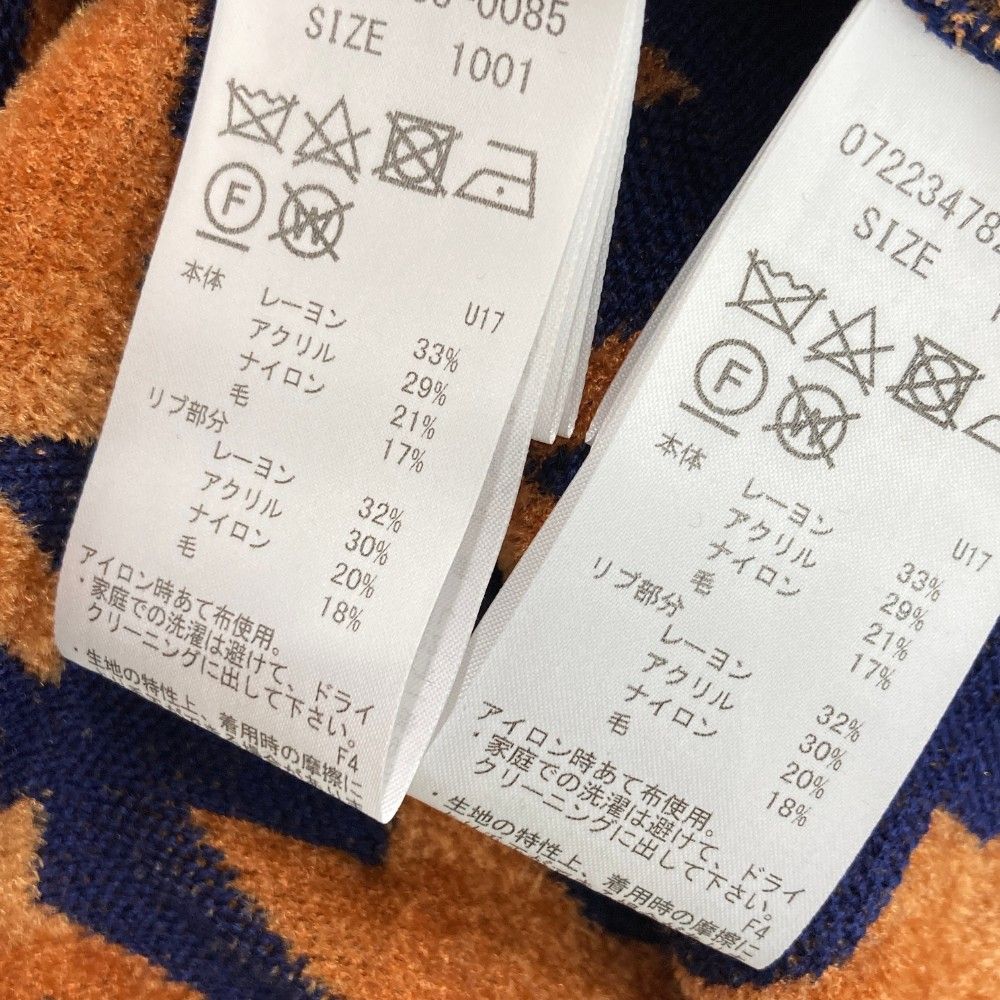 -0085
SIZE 1001
F
W
本体
U17
レーヨン 33%
アクリル 29%
ナイロン 21%
毛 17%
リブ部分
レーヨン 32%
アクリル 30%
ナイロン 20%
毛 18%
アイロン時あて布使用。
・家庭での洗濯は避けて、ドライ
クリーニングに出して下さい。
F4
・生地の特性上、着用時の摩擦に
0722347
SIZE
F
W
本体
U17
レーヨン 33%
アクリル 29%
ナイロン 21%
毛 17%
リブ部分
レーヨン 32%
アクリル 30%
ナイロン 20%
毛 18%
アイロン時あて布使用。
・家庭での洗濯は避けて、ドライ
クリーニングに出して下さい。
F4
・生地の特性上、着用時の摩擦に